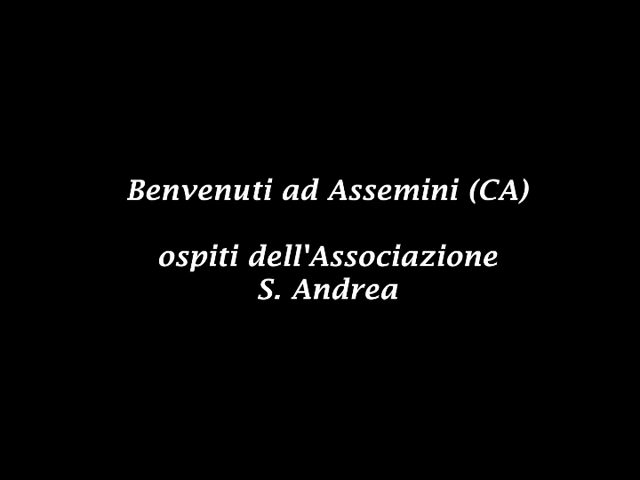 Benvenuti ad Assemini (CA)
ospiti dell'Associazione
S. Andrea